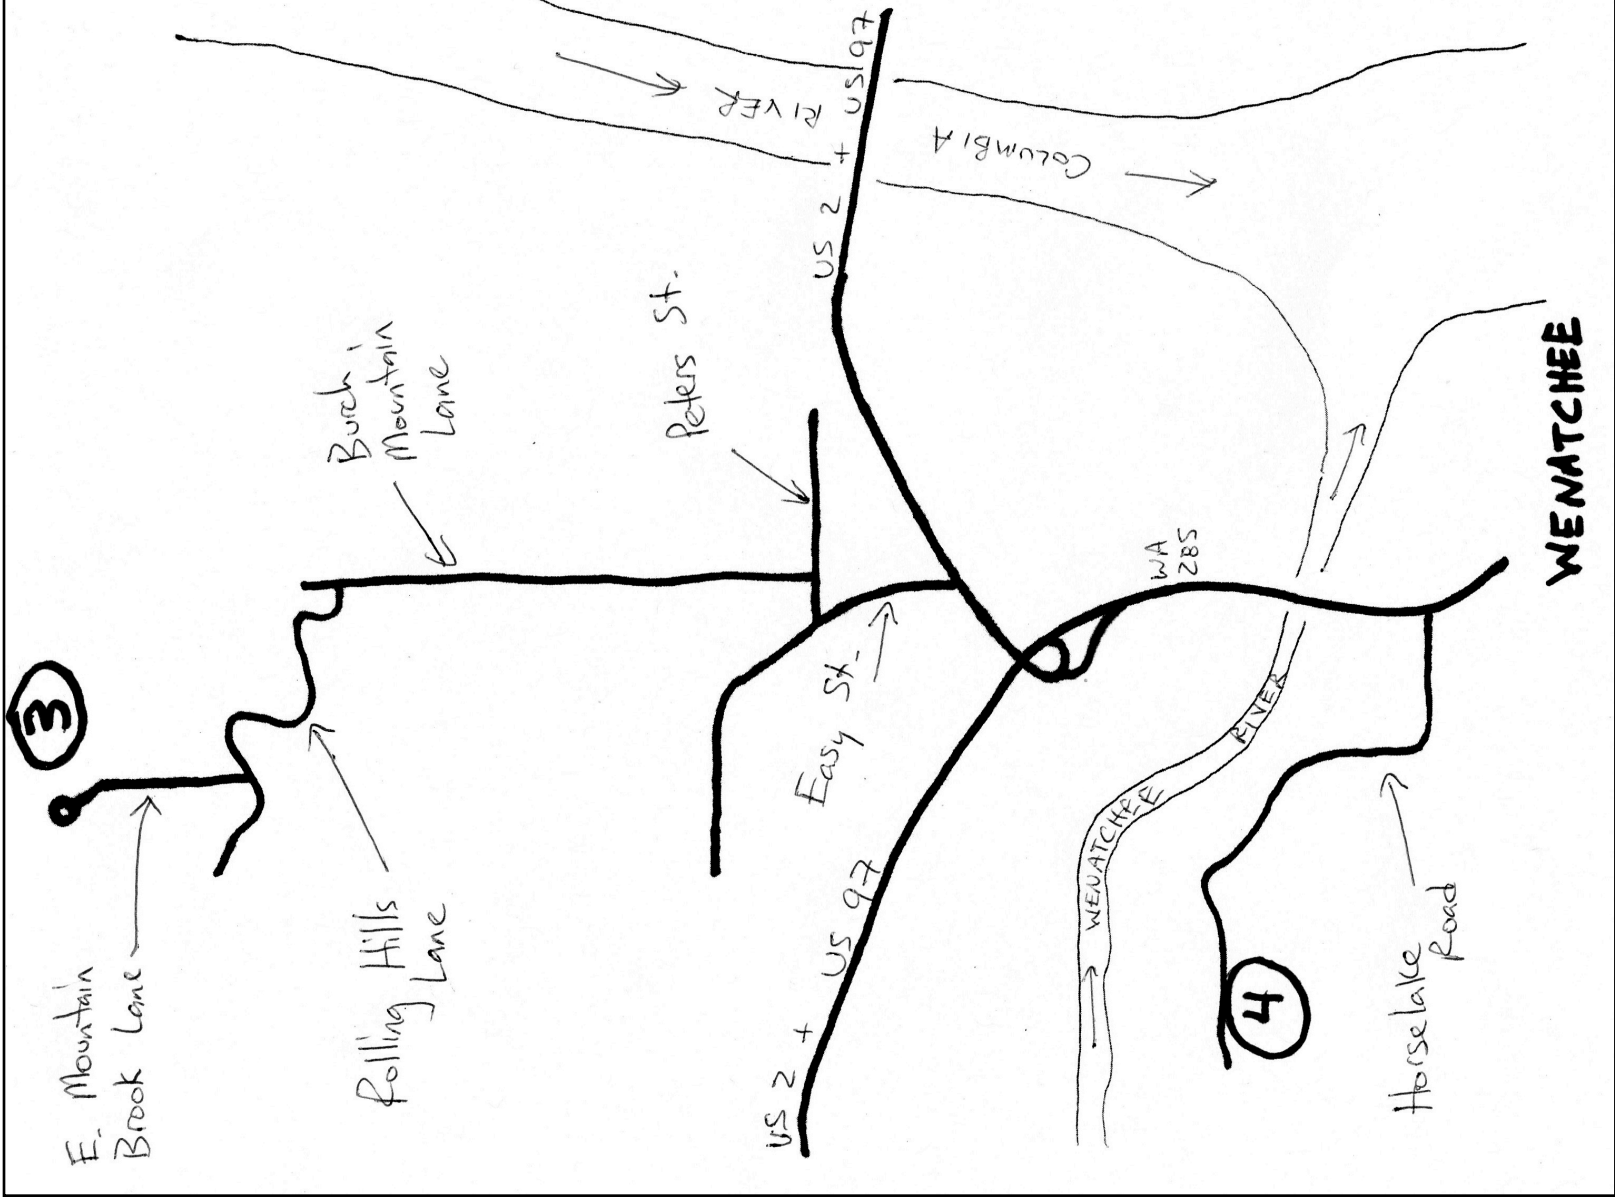 3
E. Mountain
Brook Lane
Burch
Mountain
Lane
Rolling Hills
Lane
Peters St.
Easy St.
US 2 + US 97
US 2 + US 97
COLUMBIA RIVER
WA
285
WENATCHEE RIVER
4
Horselake
Road
WENATCHEE